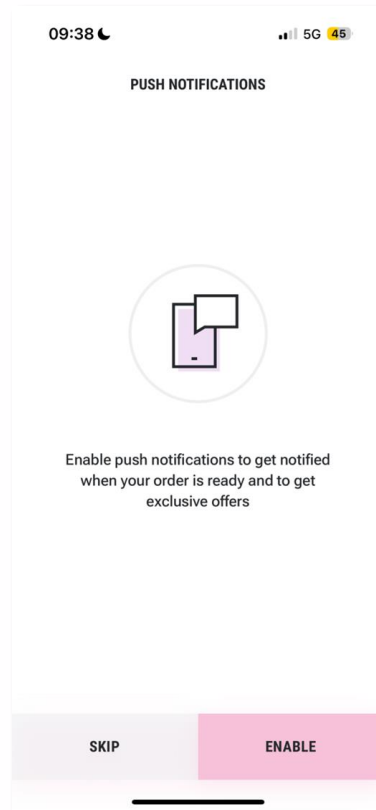 09:38 5G 45
PUSH NOTIFICATIONS
Enable push notifications to get notified
when your order is ready and to get
exclusive offers
SKIP ENABLE